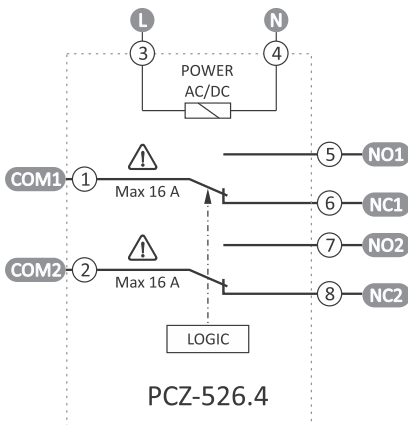 L N
3 4
POWER
AC/DC
5 NO1
COM1 1
Max 16 A
6 NC1
7 NO2
COM2 2
Max 16 A
8 NC2
LOGIC
PCZ-526.4